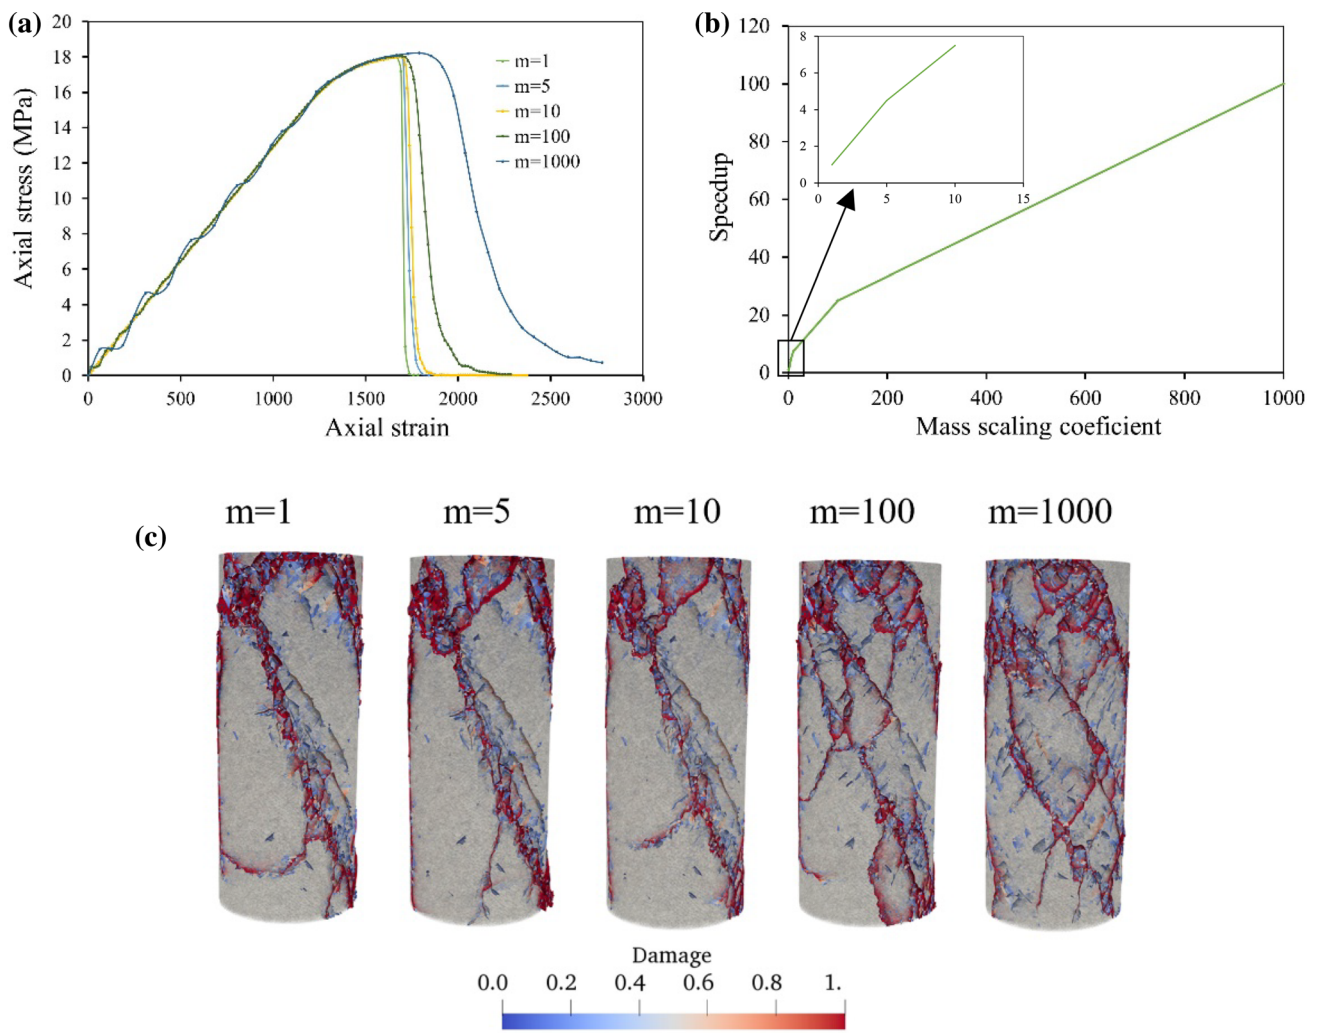 (a)
20
18
16
14
12
10
8
6
4
2
0
Axial stress (MPa)
m=1
m=5
m=10
m=100
m=1000
0 500 1000 1500 2000 2500 3000
Axial strain
(b)
120
100
80
60
40
20
0
Speedup
8
6
4
2
0
0 5 10 15
0 200 400 600 800 1000
Mass scaling coeficient
(c)
m=1 m=5 m=10 m=100 m=1000
Damage
0.0 0.2 0.4 0.6 0.8 1.